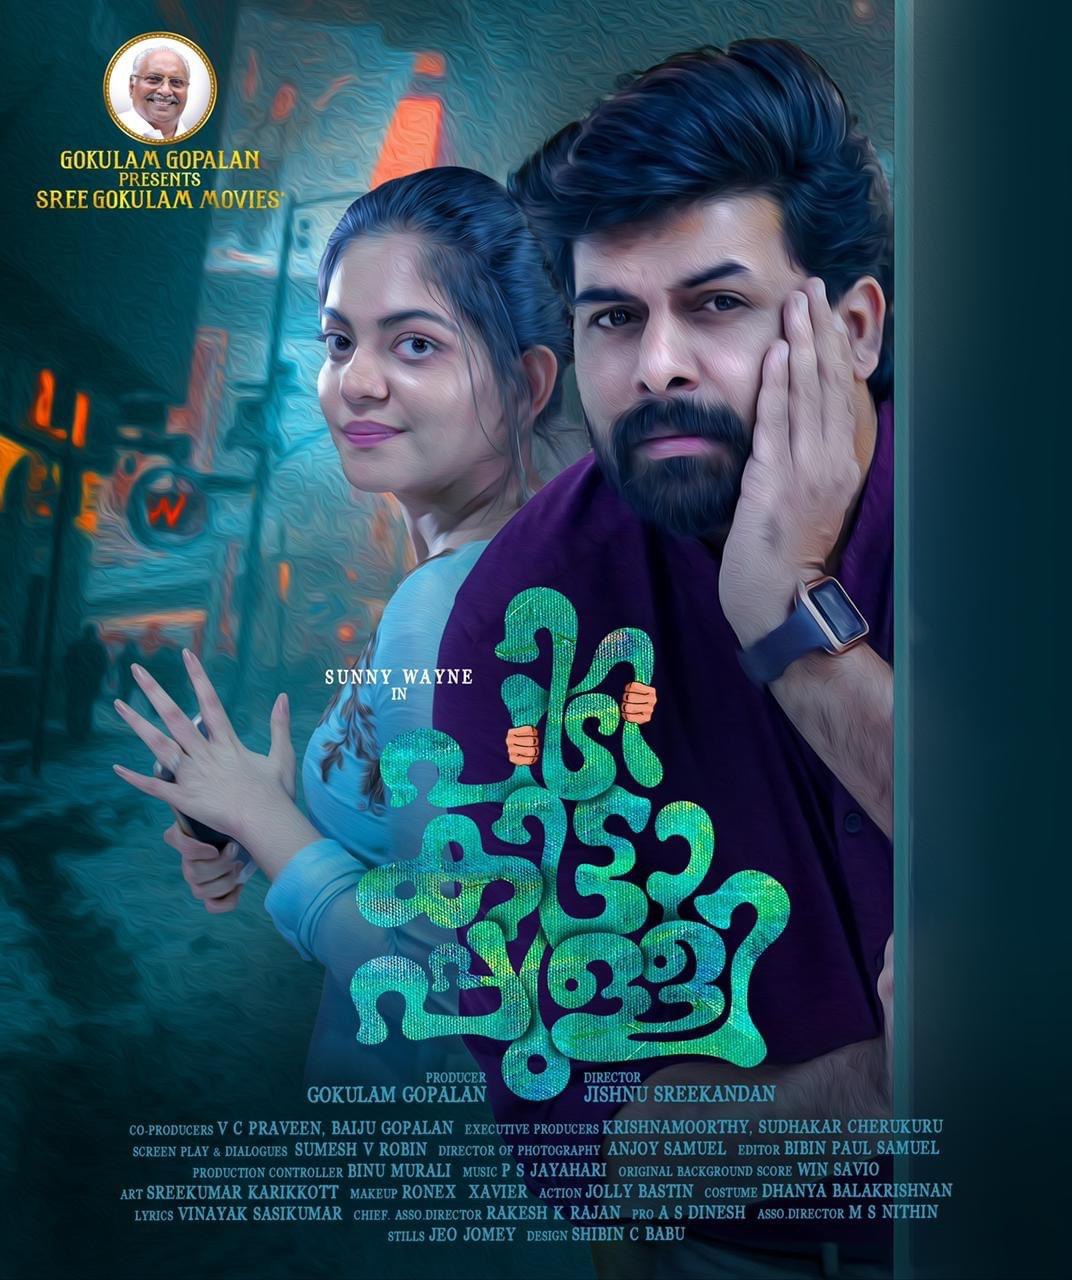 GOKULAM GOPALAN
PRESENTS
SREE GOKULAM MOVIES
SUNNY WAYNE
IN
പിടി
കിട്ടാ
പ്പുള്ളി
PRODUCER
GOKULAM GOPALAN
DIRECTOR
JISHNU SREEKANDAN
CO-PRODUCERS V C PRAVEEN, BAIJU GOPALAN EXECUTIVE PRODUCERS KRISHNAMOORTHY, SUDHAKAR CHERUKURU
SCREEN PLAY & DIALOGUES SUMESH V ROBIN DIRECTOR OF PHOTOGRAPHY ANJOY SAMUEL EDITOR BIBIN PAUL SAMUEL
PRODUCTION CONTROLLER BINU MURALI MUSIC P S JAYAHARI ORIGINAL BACKGROUND SCORE WIN SAVIO
ART SREEKUMAR KARIKKOTT MAKEUP RONEX XAVIER ACTION JOLLY BASTIN COSTUME DHANYA BALAKRISHNAN
LYRICS VINAYAK SASIKUMAR CHIEF. ASSO.DIRECTOR RAKESH K RAJAN PRO A S DINESH ASSO.DIRECTOR M S NITHIN
STILLS JEO JOMEY DESIGN SHIBIN C BABU